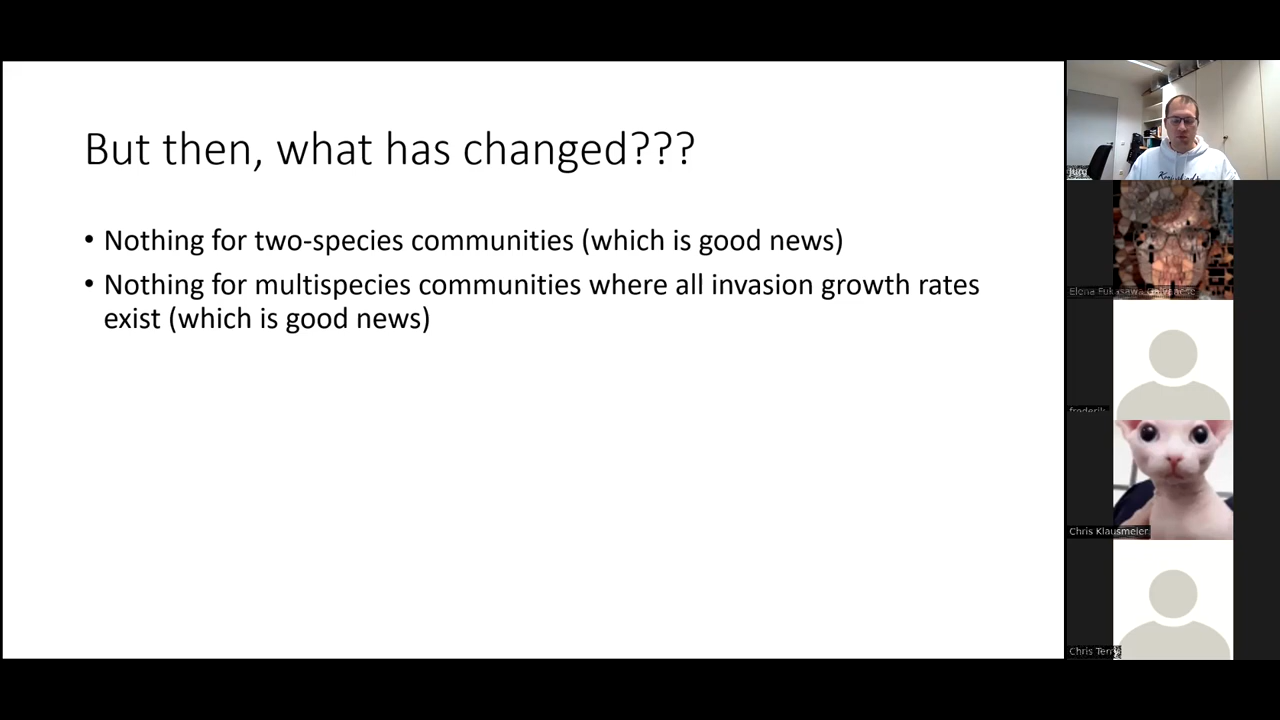 But then, what has changed???
• Nothing for two-species communities (which is good news)
• Nothing for multispecies communities where all invasion growth rates
exist (which is good news)
Jurg
Elena Fukasawa Galvanese
frederik
Chris Klausmeier
Chris Terry